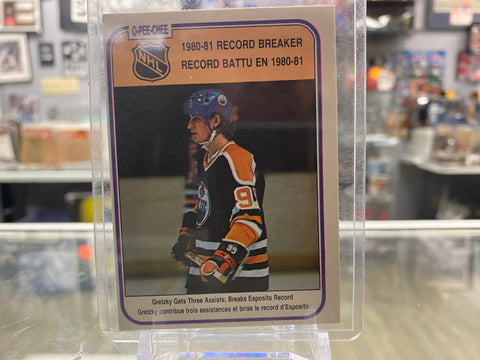 O-PEE-CHEE
NHL
1980-81 RECORD BREAKER
RECORD BATTU EN 1980-81
99
Gretzky Gets Three Assists; Breaks Esposito Record
Gretzky contribue trois assistances et brise le record d'Esposito